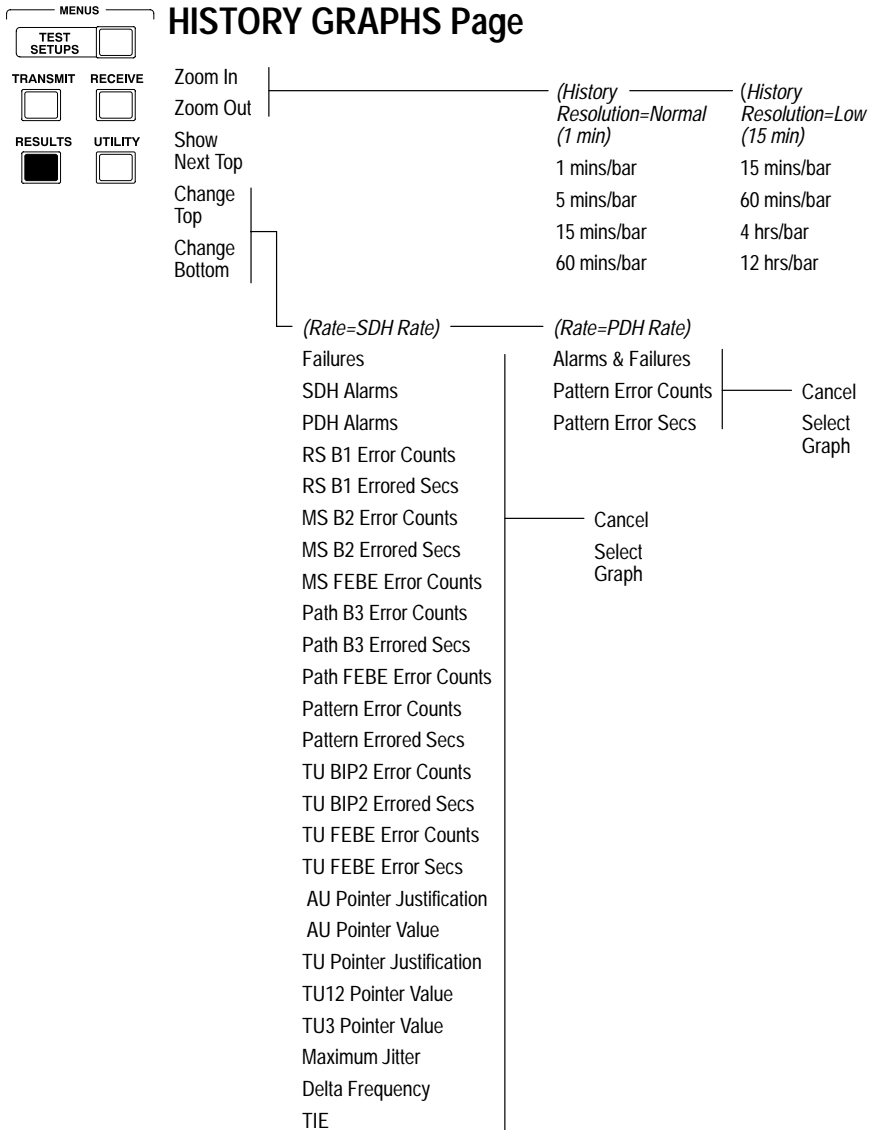 MENUS
HISTORY GRAPHS Page
TEST
SETUPS
TRANSMIT RECEIVE
RESULTS UTILITY
Zoom In
Zoom Out
Show
Next Top
Change
Top
Change
Bottom
(History
Resolution=Normal
(1 min)
1 mins/bar
5 mins/bar
15 mins/bar
60 mins/bar
(History
Resolution=Low
(15 min)
15 mins/bar
60 mins/bar
4 hrs/bar
12 hrs/bar
(Rate=SDH Rate)
Failures
SDH Alarms
PDH Alarms
RS B1 Error Counts
RS B1 Errored Secs
MS B2 Error Counts
MS B2 Errored Secs
MS FEBE Error Counts
Path B3 Error Counts
Path B3 Errored Secs
Path FEBE Error Counts
Pattern Error Counts
Pattern Errored Secs
TU BIP2 Error Counts
TU BIP2 Errored Secs
TU FEBE Error Counts
TU FEBE Error Secs
AU Pointer Justification
AU Pointer Value
TU Pointer Justification
TU12 Pointer Value
TU3 Pointer Value
Maximum Jitter
Delta Frequency
TIE
Cancel
Select
Graph
(Rate=PDH Rate)
Alarms & Failures
Pattern Error Counts
Pattern Error Secs
Cancel
Select
Graph